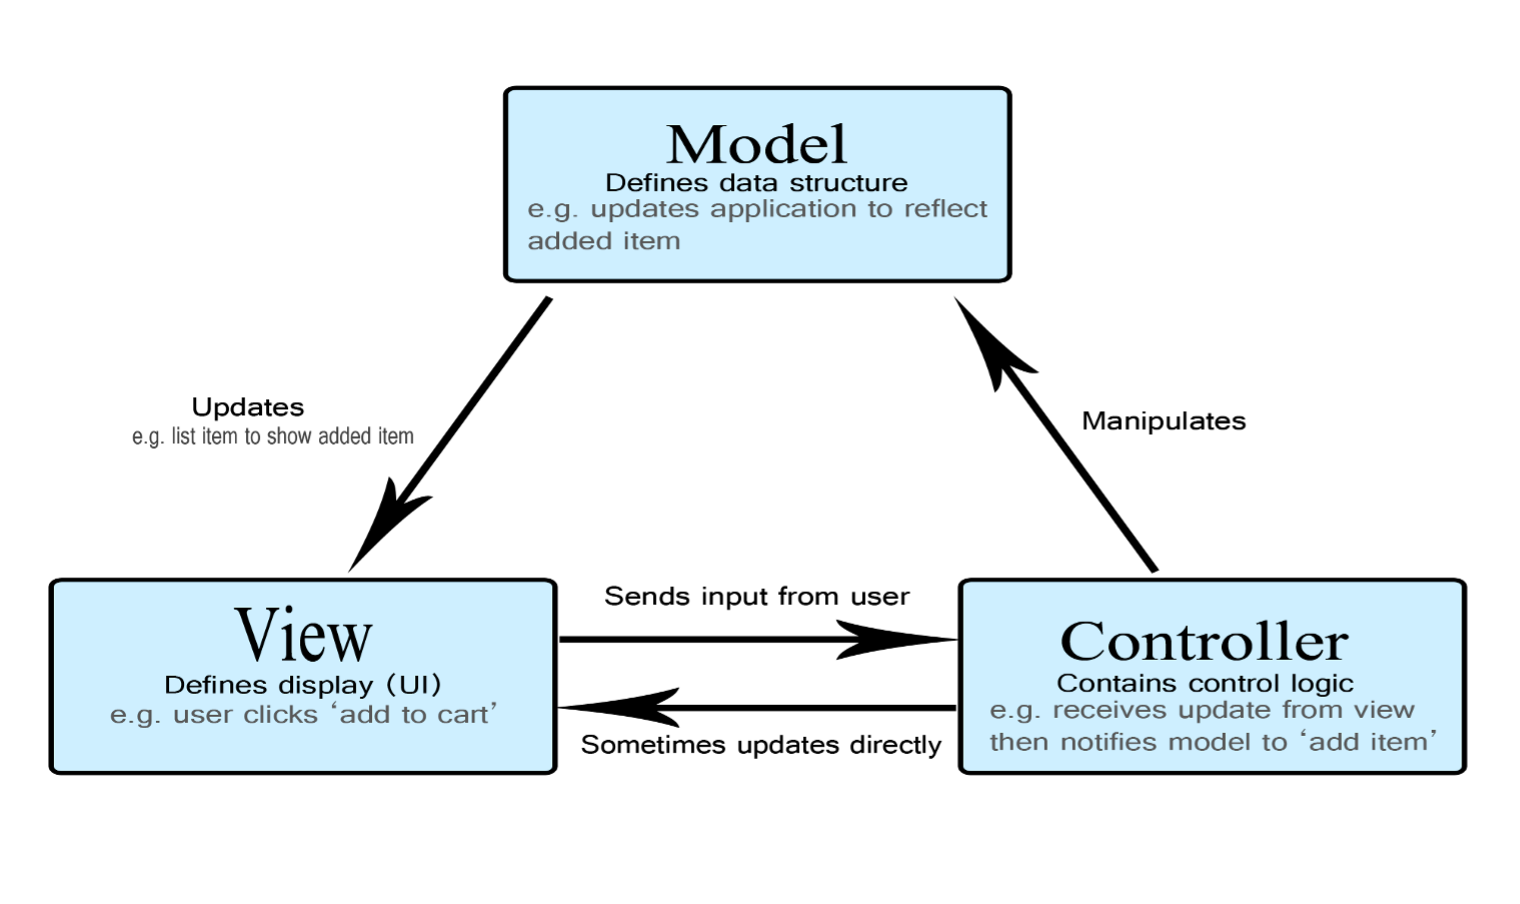 Model
Defines data structure
e.g. updates application to reflect
added item
Updates
e.g. list item to show added item
Manipulates
View
Defines display (UI)
e.g. user clicks ‘add to cart’
Sends input from user
Sometimes updates directly
Controller
Contains control logic
e.g. receives update from view
then notifies model to ‘add item’